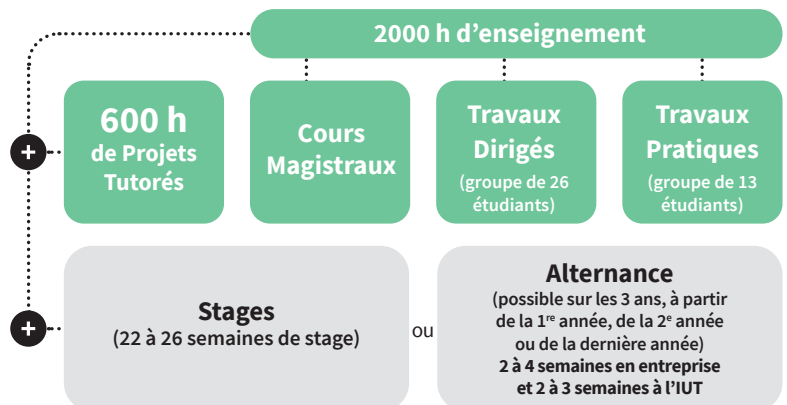 2000 h d’enseignement
+
600 h
de Projets
Tutorés
Cours
Magistraux
Travaux
Dirigés
(groupe de 26
étudiants)
Travaux
Pratiques
(groupe de 13
étudiants)
+
Stages
(22 à 26 semaines de stage)
ou
Alternance
(possible sur les 3 ans, à partir
de la 1re année, de la 2e année
ou de la dernière année)
2 à 4 semaines en entreprise
et 2 à 3 semaines à l’IUT